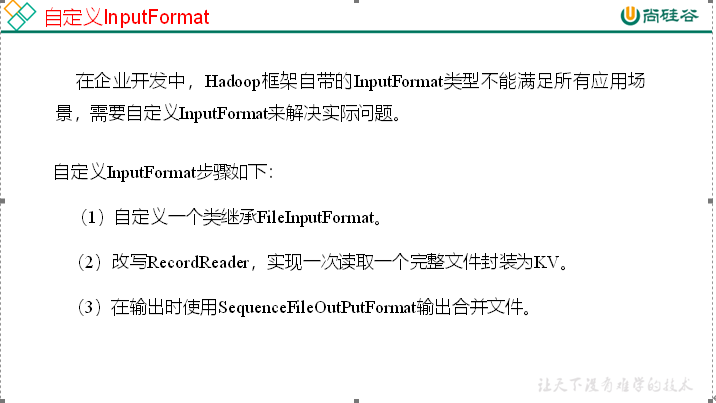 自定义InputFormat
尚硅谷
在企业开发中，Hadoop框架自带的InputFormat类型不能满足所有应用场
景，需要自定义InputFormat来解决实际问题。
自定义InputFormat步骤如下：
（1）自定义一个类继承FileInputFormat。
（2）改写RecordReader，实现一次读取一个完整文件封装为KV。
（3）在输出时使用SequenceFileOutPutFormat输出合并文件。
让天下没有难学的技术